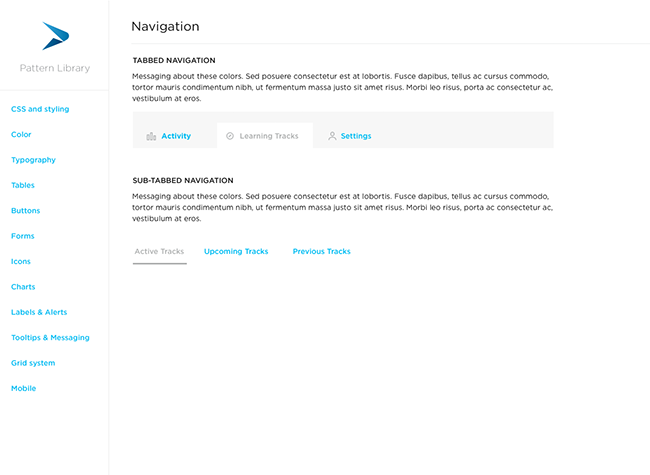 Pattern Library
CSS and styling
Color
Typography
Tables
Buttons
Forms
Icons
Charts
Labels & Alerts
Tooltips & Messaging
Grid system
Mobile
Navigation
TABBED NAVIGATION
Messaging about these colors. Sed posuere consectetur est at lobortis. Fusce dapibus, tellus ac cursus commodo,
tortor mauris condimentum nibh, ut fermentum massa justo sit amet risus. Morbi leo risus, porta ac consectetur ac,
vestibulum at eros.
Activity
Learning Tracks
Settings
SUB-TABBED NAVIGATION
Messaging about these colors. Sed posuere consectetur est at lobortis. Fusce dapibus, tellus ac cursus commodo,
tortor mauris condimentum nibh, ut fermentum massa justo sit amet risus. Morbi leo risus, porta ac consectetur ac,
vestibulum at eros.
Active Tracks
Upcoming Tracks
Previous Tracks